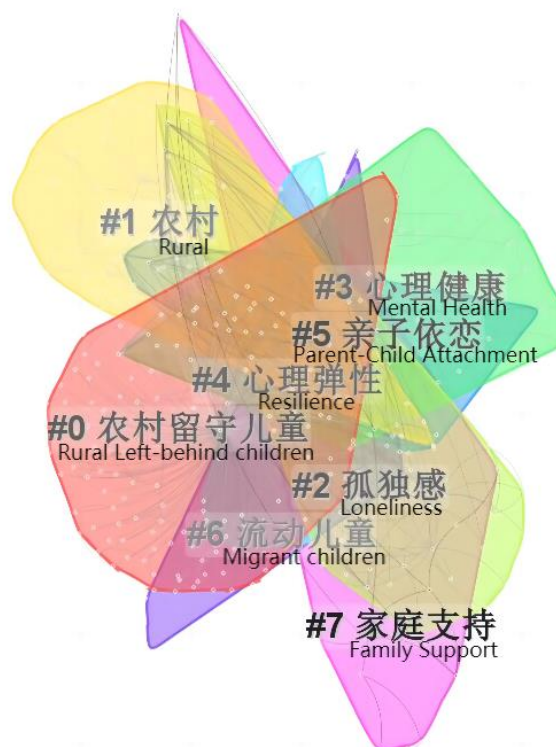 #1 农村
Rural
#3 心理健康
Mental Health
#5 亲子依恋
Parent-Child Attachment
#4 心理弹性
Resilience
#0 农村留守儿童
Rural Left-behind children
#2 孤独感
Loneliness
#6 流动儿童
Migrant children
#7 家庭支持
Family Support